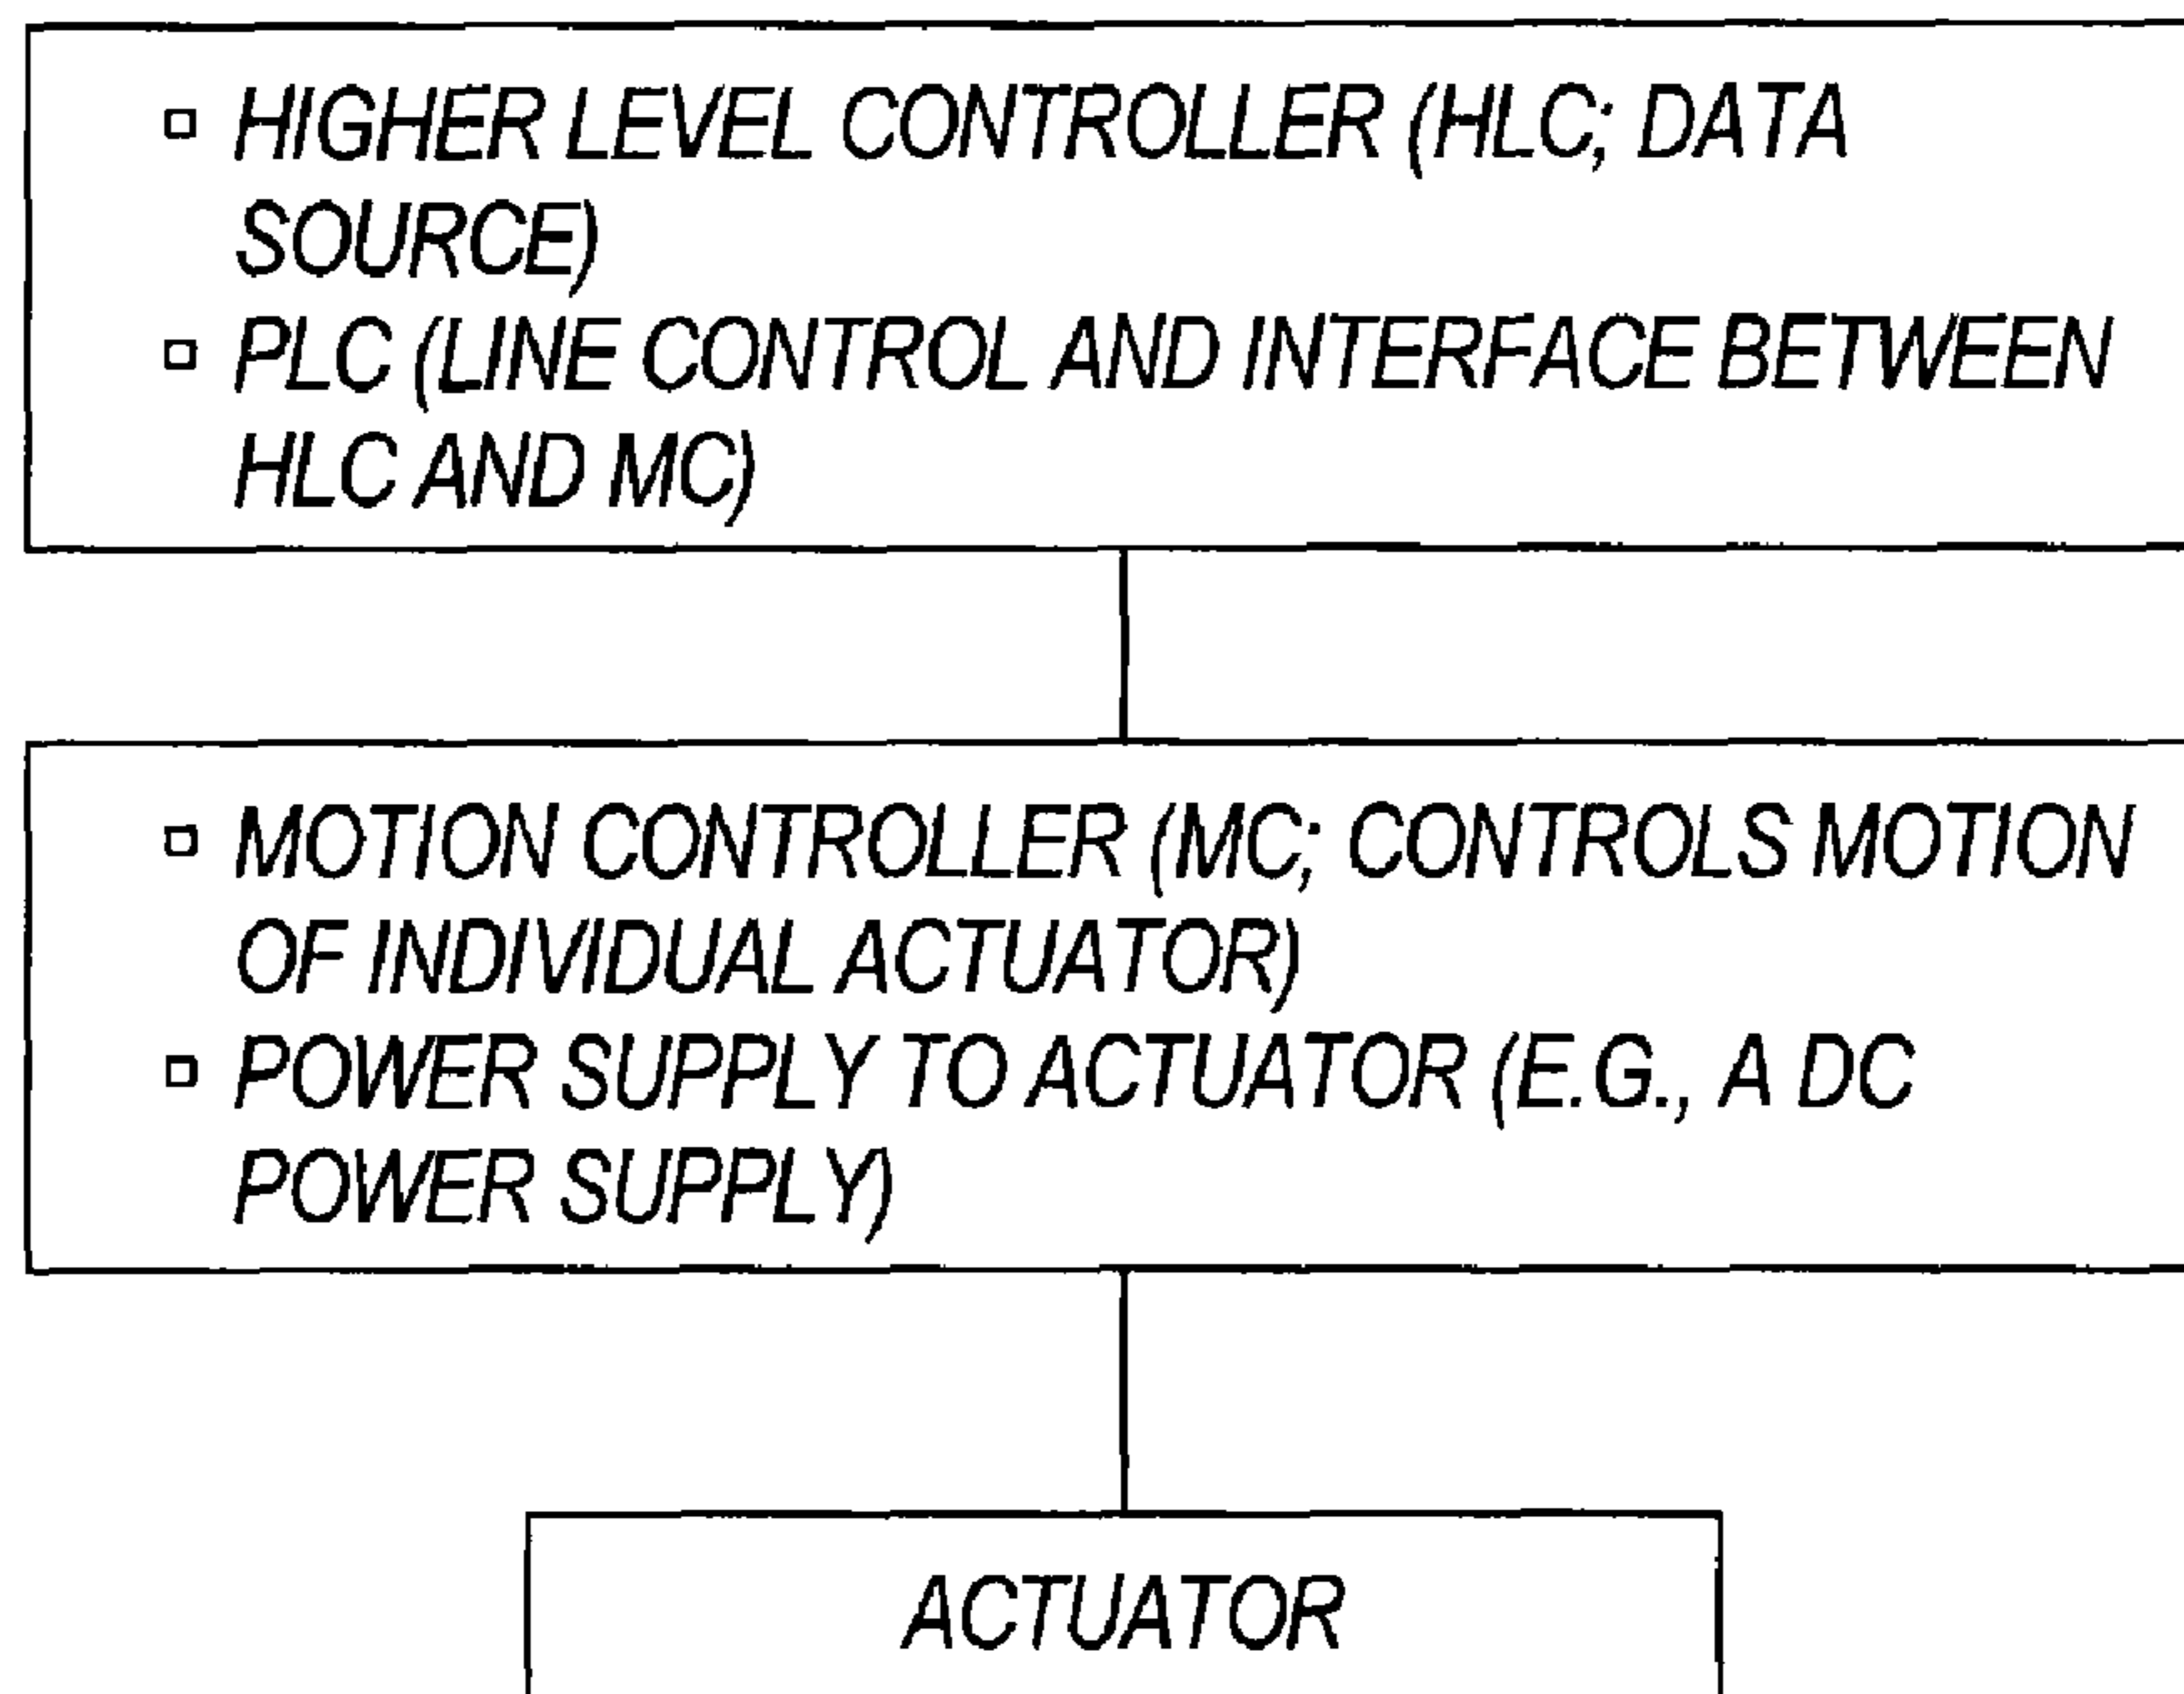 ▫ HIGHER LEVEL CONTROLLER (HLC; DATA
SOURCE)
▫ PLC (LINE CONTROL AND INTERFACE BETWEEN
HLC AND MC)
▫ MOTION CONTROLLER (MC; CONTROLS MOTION
OF INDIVIDUAL ACTUATOR)
▫ POWER SUPPLY TO ACTUATOR (E.G., A DC
POWER SUPPLY)
ACTUATOR